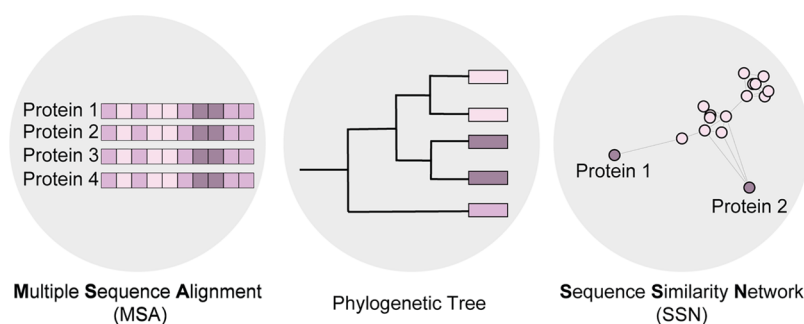 Protein 1
Protein 2
Protein 3
Protein 4
Multiple Sequence Alignment
(MSA)
Phylogenetic Tree
Protein 1
Protein 2
Sequence Similarity Network
(SSN)